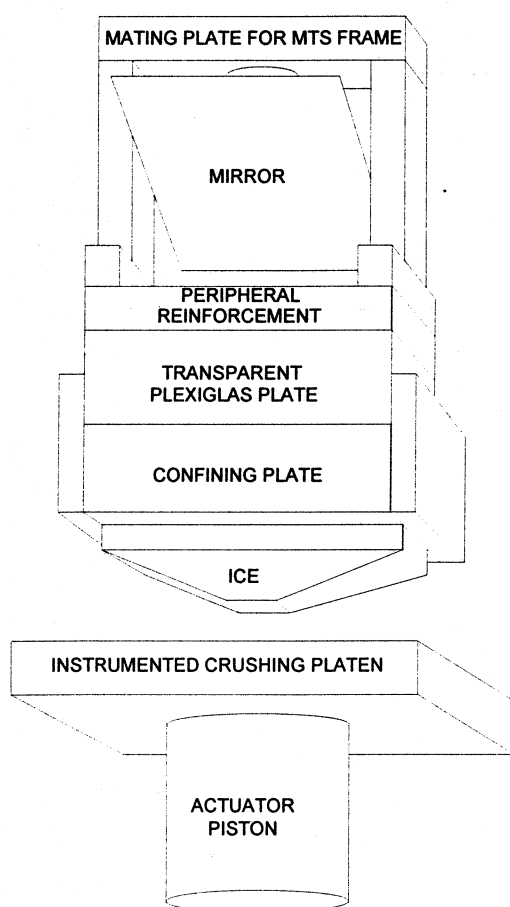 MATING PLATE FOR MTS FRAME
MIRROR
PERIPHERAL
REINFORCEMENT
TRANSPARENT
PLEXIGLAS PLATE
CONFINING PLATE
ICE
INSTRUMENTED CRUSHING PLATEN
ACTUATOR
PISTON